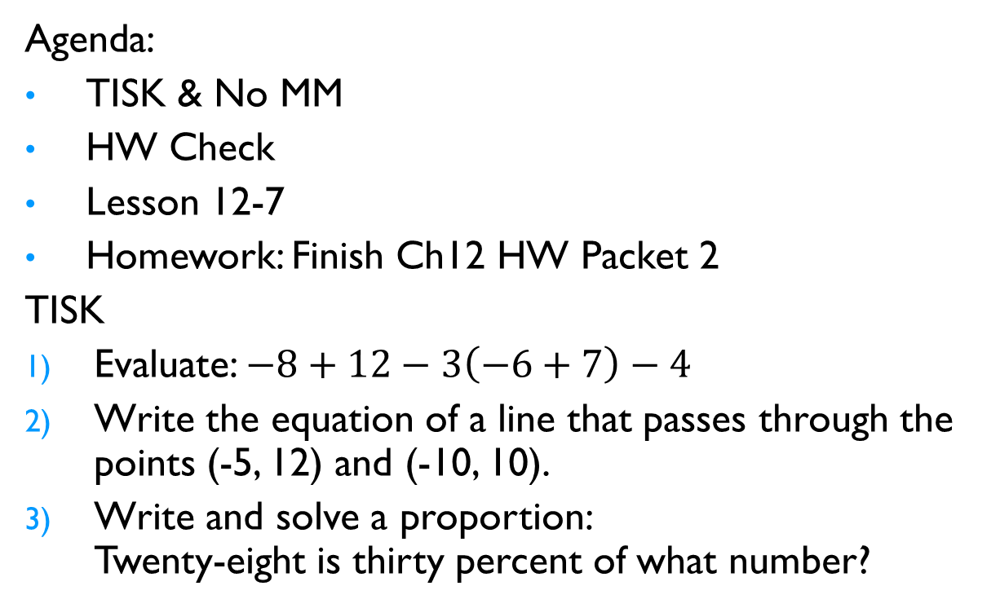 Agenda:
• TISK & No MM
• HW Check
• Lesson 12-7
• Homework: Finish Ch12 HW Packet 2
TISK
1) Evaluate: −8 + 12 − 3(−6 + 7) − 4
2) Write the equation of a line that passes through the
points (-5, 12) and (-10, 10).
3) Write and solve a proportion:
Twenty-eight is thirty percent of what number?